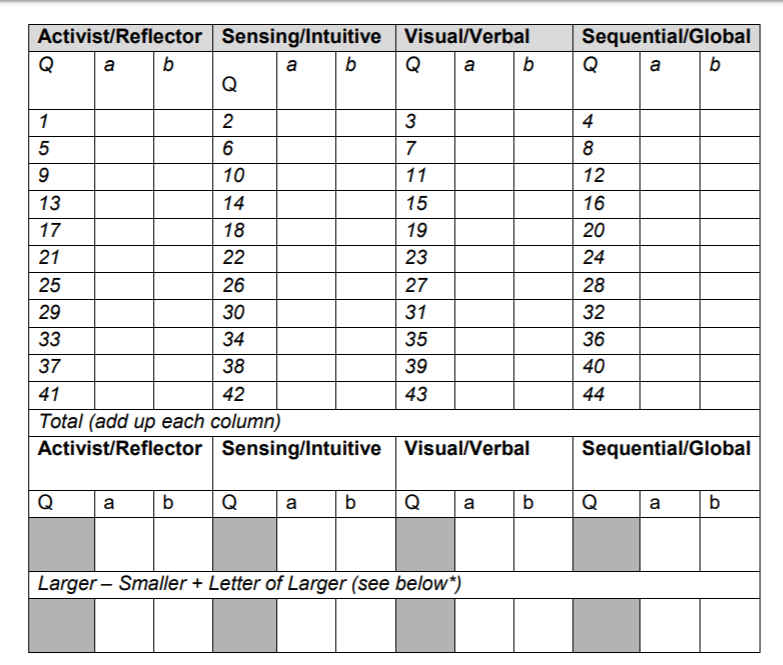 Activist/Reflector Sensing/Intuitive Visual/Verbal Sequential/Global
Q a b Q a b Q a b Q a b
1 2 3 4
5 6 7 8
9 10 11 12
13 14 15 16
17 18 19 20
21 22 23 24
25 26 27 28
29 30 31 32
33 34 35 36
37 38 39 40
41 42 43 44
Total (add up each column)
Activist/Reflector Sensing/Intuitive Visual/Verbal Sequential/Global
Q a b Q a b Q a b Q a b
Larger – Smaller + Letter of Larger (see below*)